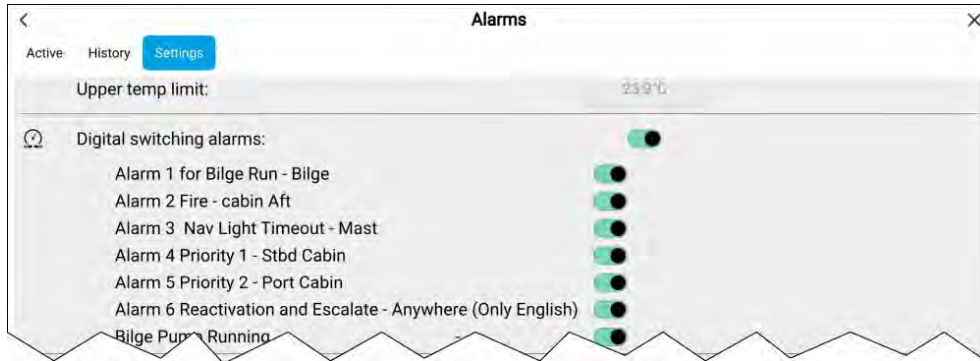 Alarms
Active History Settings
Upper temp limit: 23.9°C
Digital switching alarms:
Alarm 1 for Bilge Run - Bilge
Alarm 2 Fire - cabin Aft
Alarm 3 Nav Light Timeout - Mast
Alarm 4 Priority 1 - Stbd Cabin
Alarm 5 Priority 2 - Port Cabin
Alarm 6 Reactivation and Escalate - Anywhere (Only English)
Bilge Pump Running -